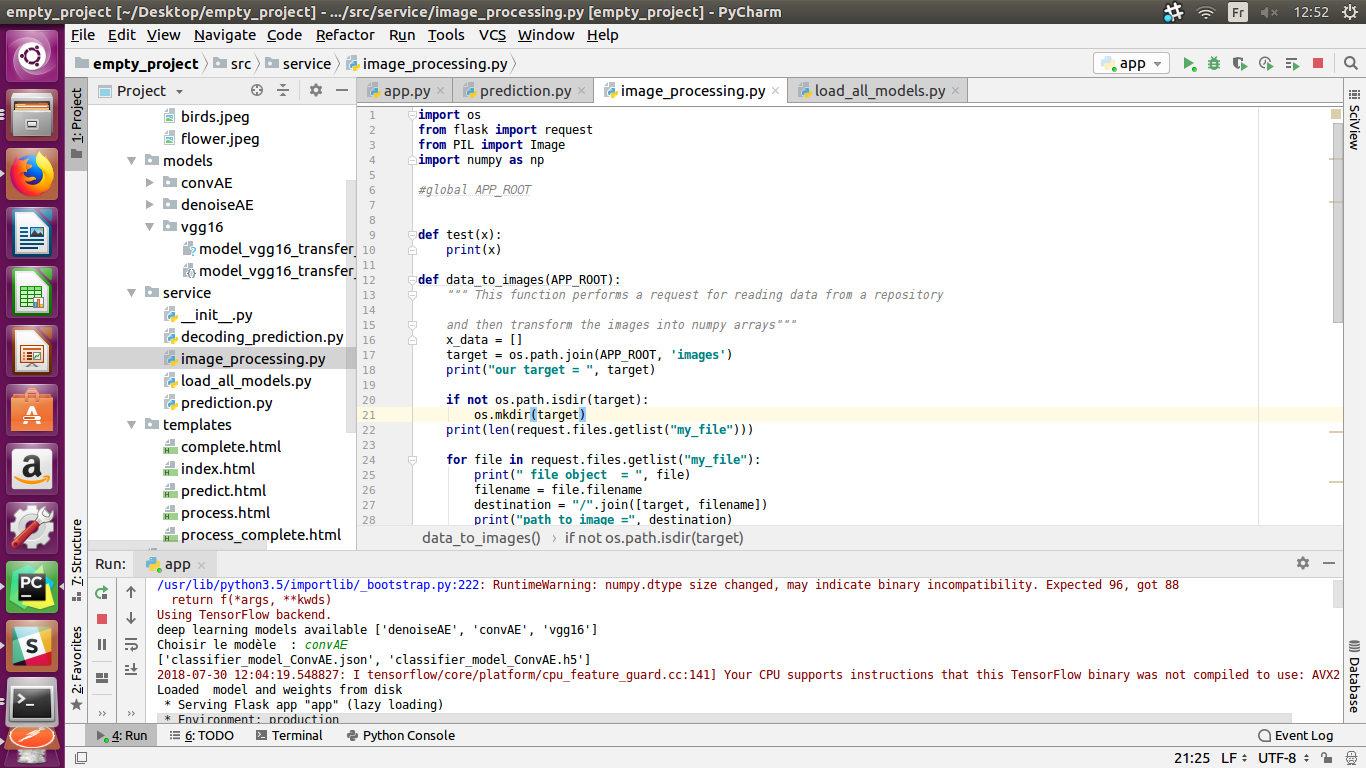 empty_project [~/Desktop/empty_project] - .../src/service/image_processing.py [empty_project] - PyCharm
Fr
12:52
File Edit View Navigate Code Refactor Run Tools VCS Window Help
empty_project src service image_processing.py
app
1: Project
7: Structure
2: Favorites
Project
birds.jpeg
flower.jpeg
models
convAE
denoiseAE
vgg16
model_vgg16_transfer_
model_vgg16_transfer_
service
__init__.py
decoding_prediction.py
image_processing.py
load_all_models.py
prediction.py
templates
complete.html
index.html
predict.html
process.html
process_complete.html
app.py prediction.py image_processing.py load_all_models.py
1 import os
2 from flask import request
3 from PIL import Image
4 import numpy as np
5
6 #global APP_ROOT
7
8
9 def test(x):
10 print(x)
11
12 def data_to_images(APP_ROOT):
13 """ This function performs a request for reading data from a repository
14
15 and then transform the images into numpy arrays"""
16 x_data = []
17 target = os.path.join(APP_ROOT, 'images')
18 print("our target = ", target)
19
20 if not os.path.isdir(target):
21 os.mkdir(target)
22 print(len(request.files.getlist("my_file")))
23
24 for file in request.files.getlist("my_file"):
25 print(" file object  = ", file)
26 filename = file.filename
27 destination = "/".join([target, filename])
28 print("path to image =", destination)
data_to_images() › if not os.path.isdir(target)
SciView
Database
Run: app
/usr/lib/python3.5/importlib/_bootstrap.py:222: RuntimeWarning: numpy.dtype size changed, may indicate binary incompatibility. Expected 96, got 88
return f(*args, **kwds)
Using TensorFlow backend.
deep learning models available ['denoiseAE', 'convAE', 'vgg16']
Choisir le modèle  : convAE
['classifier_model_ConvAE.json', 'classifier_model_ConvAE.h5']
2018-07-30 12:04:19.548827: I tensorflow/core/platform/cpu_feature_guard.cc:141] Your CPU supports instructions that this TensorFlow binary was not compiled to use: AVX2
Loaded  model and weights from disk
* Serving Flask app "app" (lazy loading)
* Environment: production
4: Run 6: TODO Terminal Python Console Event Log
21:25 LF UTF-8